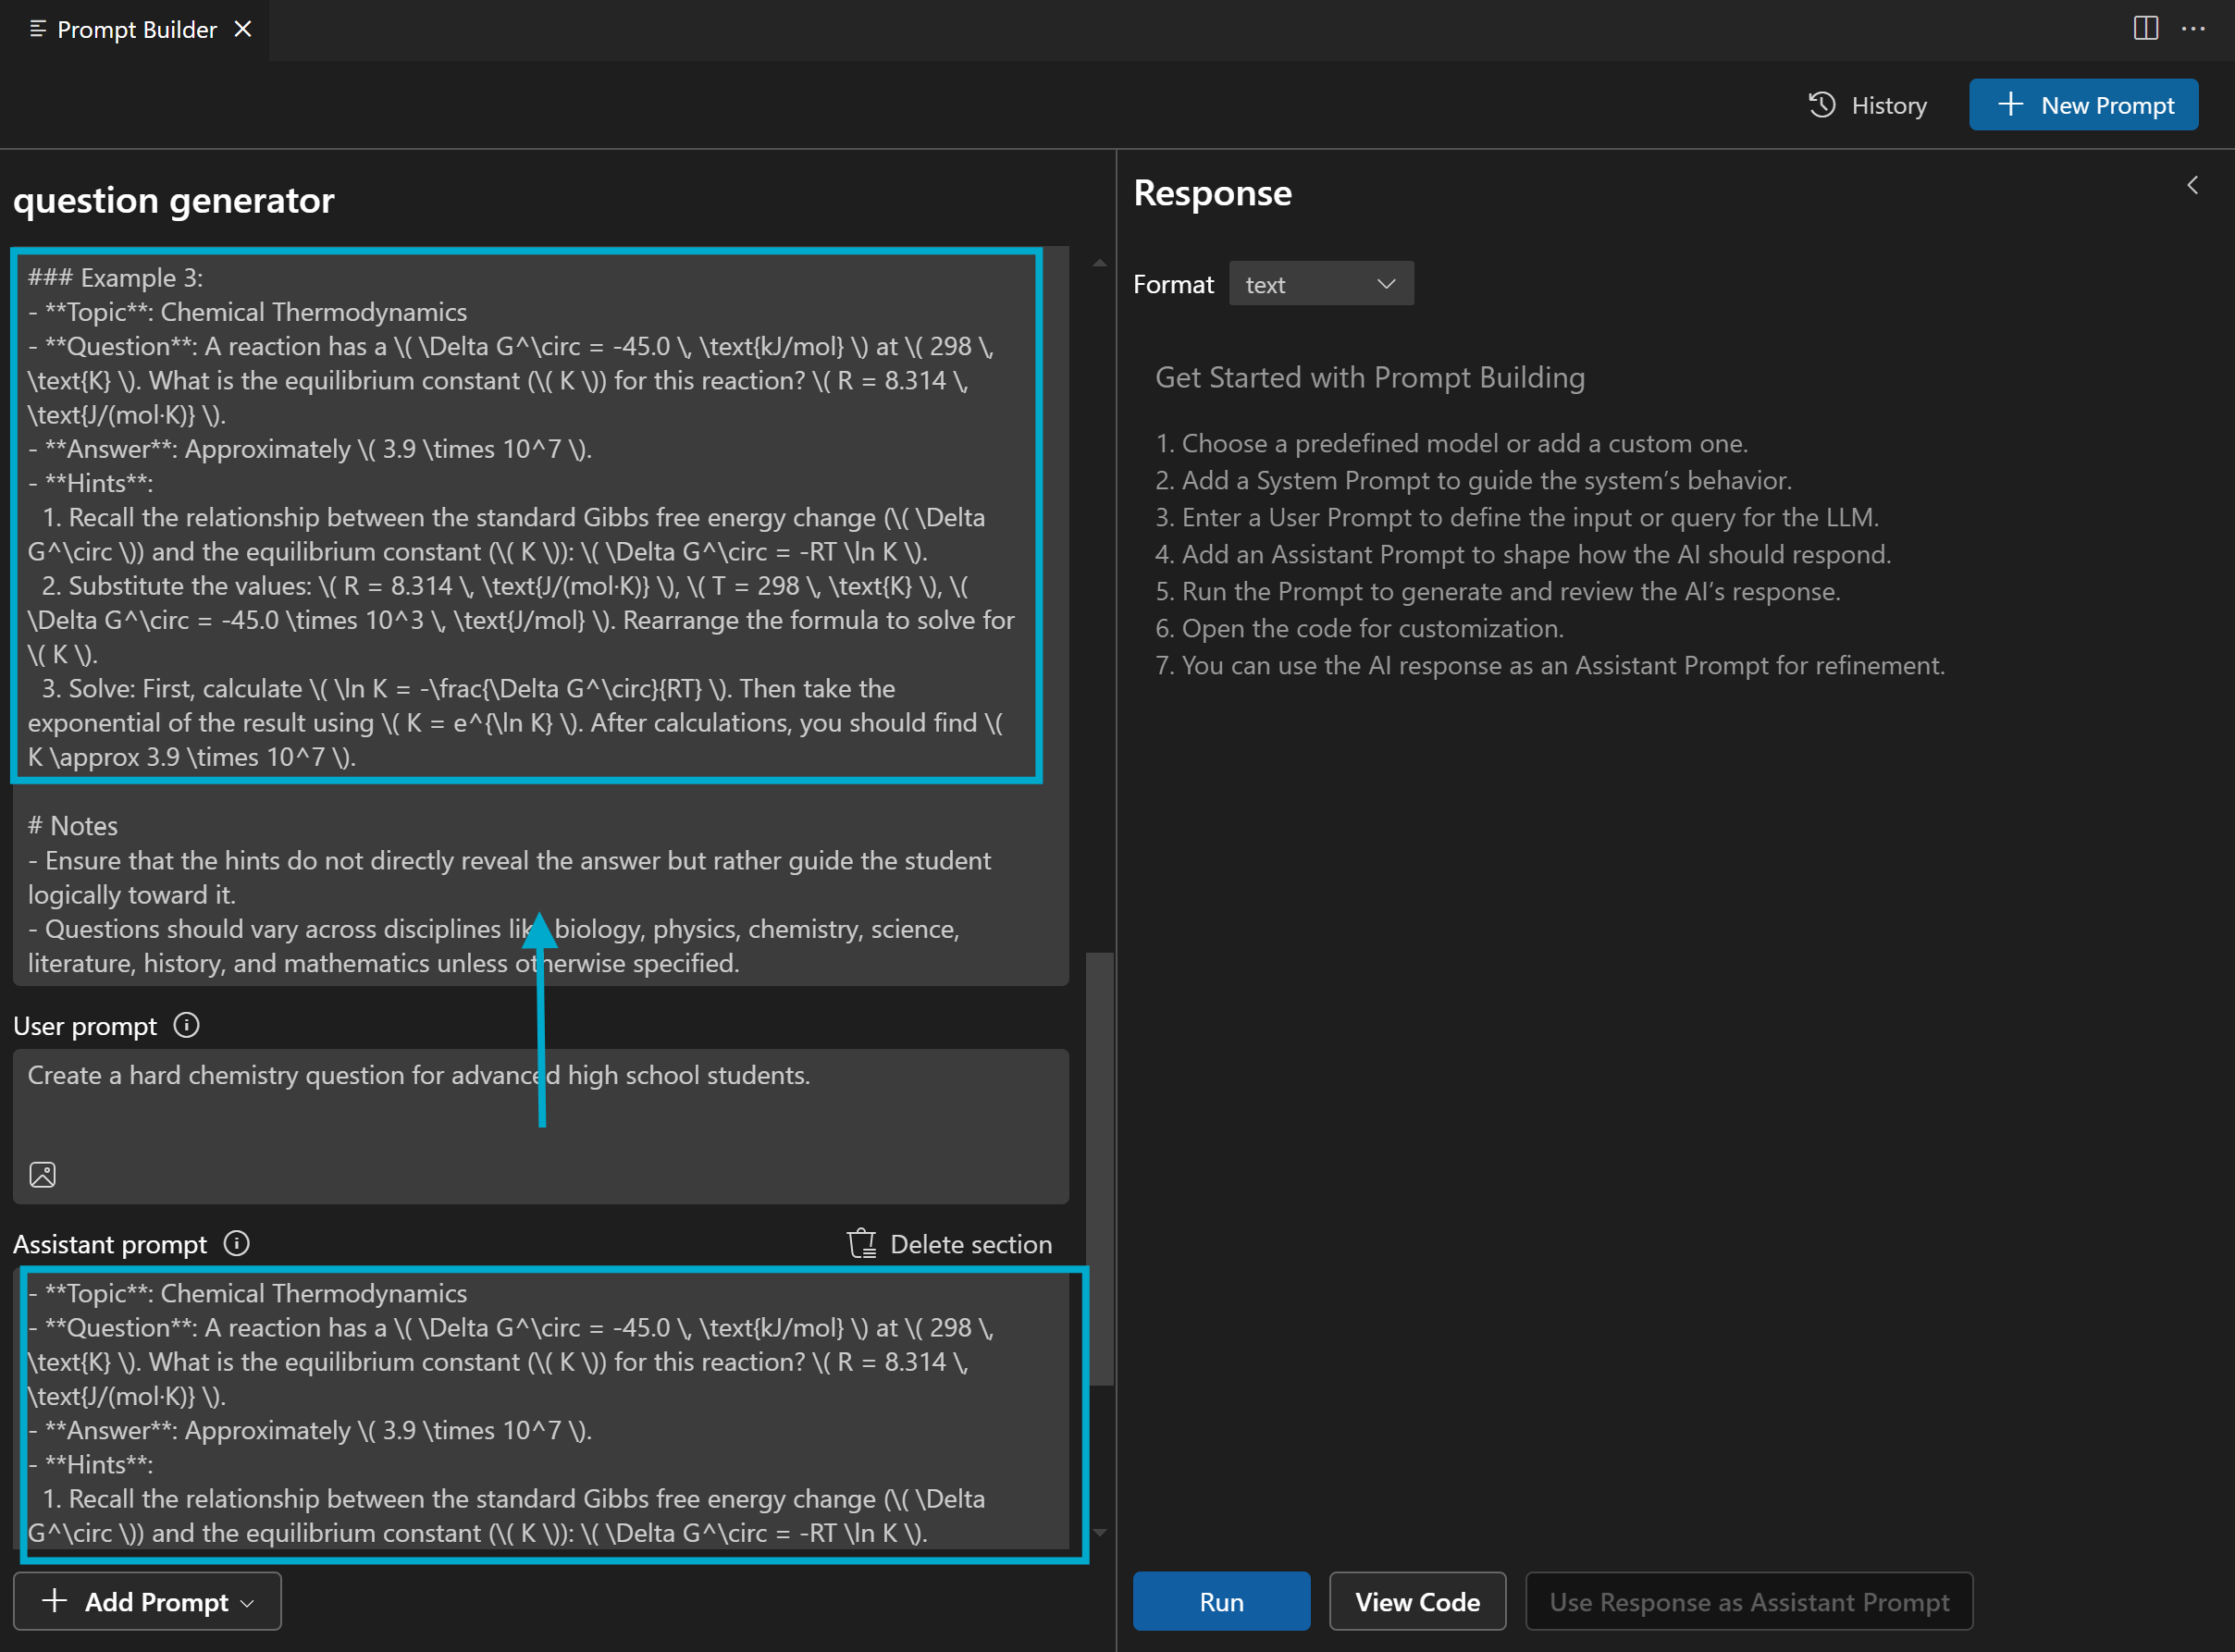 Prompt Builder
History
New Prompt
question generator
### Example 3:
- **Topic**: Chemical Thermodynamics
- **Question**: A reaction has a \( \Delta G^\circ = -45.0 \, \text{kJ/mol} \) at \( 298 \,
\text{K} \). What is the equilibrium constant (\( K \)) for this reaction? \( R = 8.314 \,
\text{J/(mol·K)} \).
- **Answer**: Approximately \( 3.9 \times 10^7 \).
- **Hints**:
1. Recall the relationship between the standard Gibbs free energy change (\( \Delta
G^\circ \)) and the equilibrium constant (\( K \)): \( \Delta G^\circ = -RT \ln K \).
2. Substitute the values: \( R = 8.314 \, \text{J/(mol·K)} \), \( T = 298 \, \text{K} \), \(
\Delta G^\circ = -45.0 \times 10^3 \, \text{J/mol} \). Rearrange the formula to solve for
\( K \).
3. Solve: First, calculate \( \ln K = -\frac{\Delta G^\circ}{RT} \). Then take the
exponential of the result using \( K = e^{\ln K} \). After calculations, you should find \(
K \approx 3.9 \times 10^7 \).
# Notes
- Ensure that the hints do not directly reveal the answer but rather guide the student
logically toward it.
- Questions should vary across disciplines like biology, physics, chemistry, science,
literature, history, and mathematics unless otherwise specified.
User prompt
Create a hard chemistry question for advanced high school students.
Assistant prompt
Delete section
- **Topic**: Chemical Thermodynamics
- **Question**: A reaction has a \( \Delta G^\circ = -45.0 \, \text{kJ/mol} \) at \( 298 \,
\text{K} \). What is the equilibrium constant (\( K \)) for this reaction? \( R = 8.314 \,
\text{J/(mol·K)} \).
- **Answer**: Approximately \( 3.9 \times 10^7 \).
- **Hints**:
1. Recall the relationship between the standard Gibbs free energy change (\( \Delta
G^\circ \)) and the equilibrium constant (\( K \)): \( \Delta G^\circ = -RT \ln K \).
Add Prompt
Response
Format text
Get Started with Prompt Building
1. Choose a predefined model or add a custom one.
2. Add a System Prompt to guide the system’s behavior.
3. Enter a User Prompt to define the input or query for the LLM.
4. Add an Assistant Prompt to shape how the AI should respond.
5. Run the Prompt to generate and review the AI’s response.
6. Open the code for customization.
7. You can use the AI response as an Assistant Prompt for refinement.
Run
View Code
Use Response as Assistant Prompt